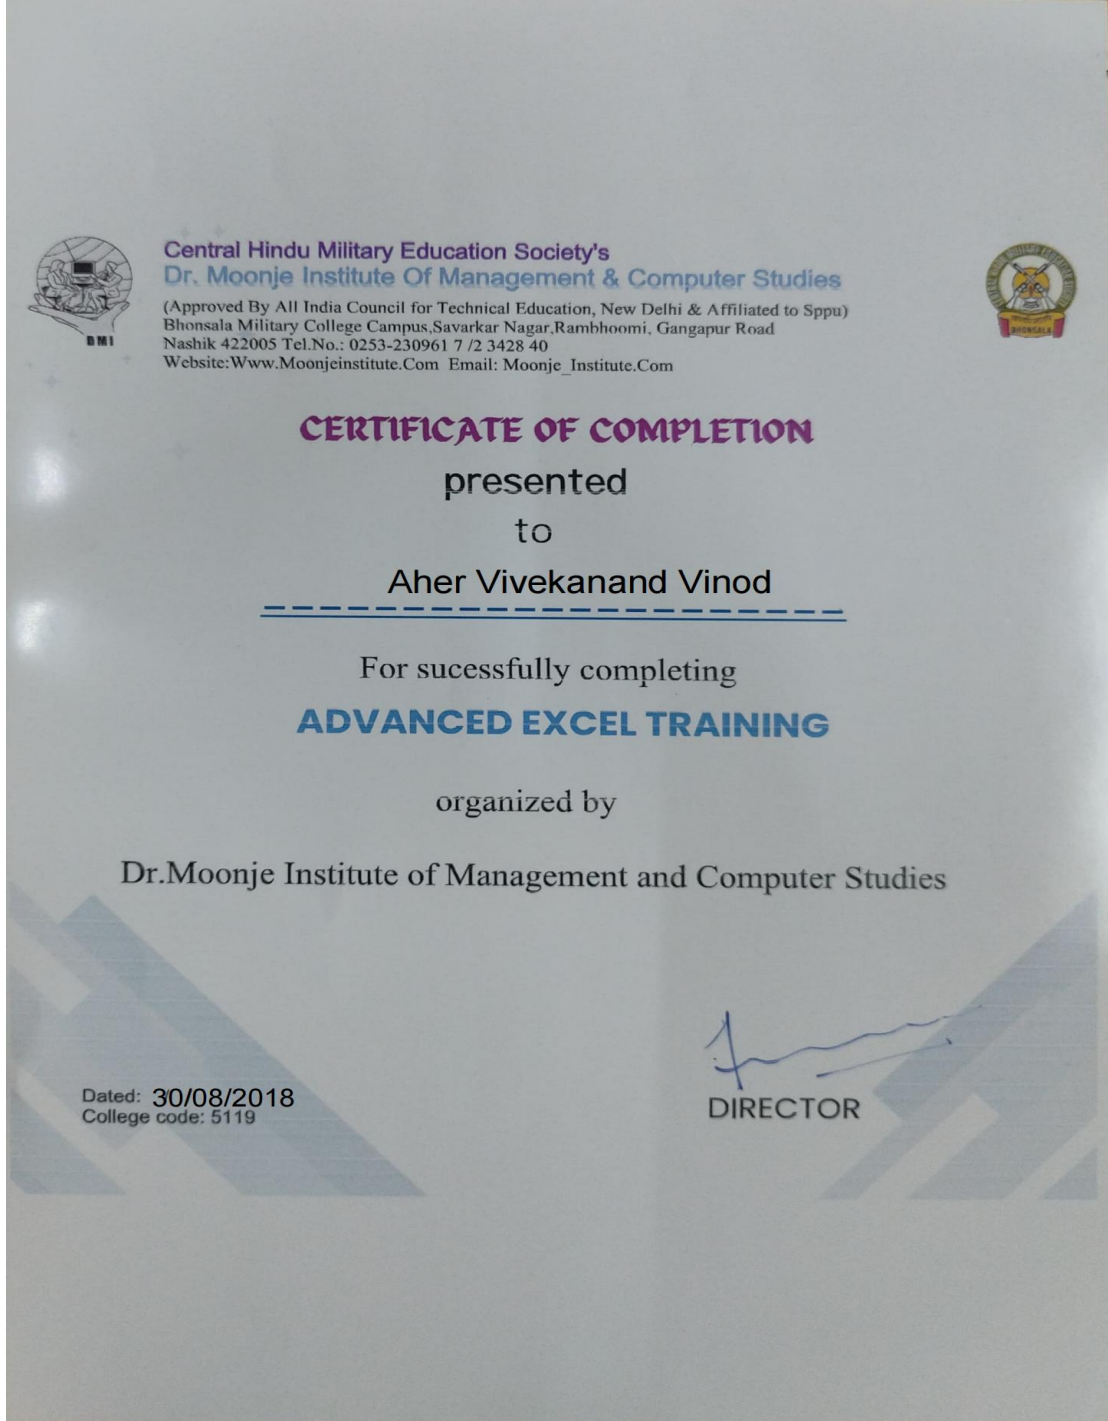 Central Hindu Military Education Society's
Dr. Moonje Institute Of Management & Computer Studies
(Approved By All India Council for Technical Education, New Delhi & Affiliated to Sppu)
Bhonsala Military College Campus,Savarkar Nagar,Rambhoomi, Gangapur Road
Nashik 422005 Tel.No.: 0253-230961 7 /2 3428 40
Website:Www.Moonjeinstitute.Com Email: Moonje_Institute.Com
DMI
BHONSALA
CERTIFICATE OF COMPLETION
presented
to
Aher Vivekanand Vinod
For sucessfully completing
ADVANCED EXCEL TRAINING
organized by
Dr.Moonje Institute of Management and Computer Studies
Dated: 30/08/2018
College code: 5119
DIRECTOR